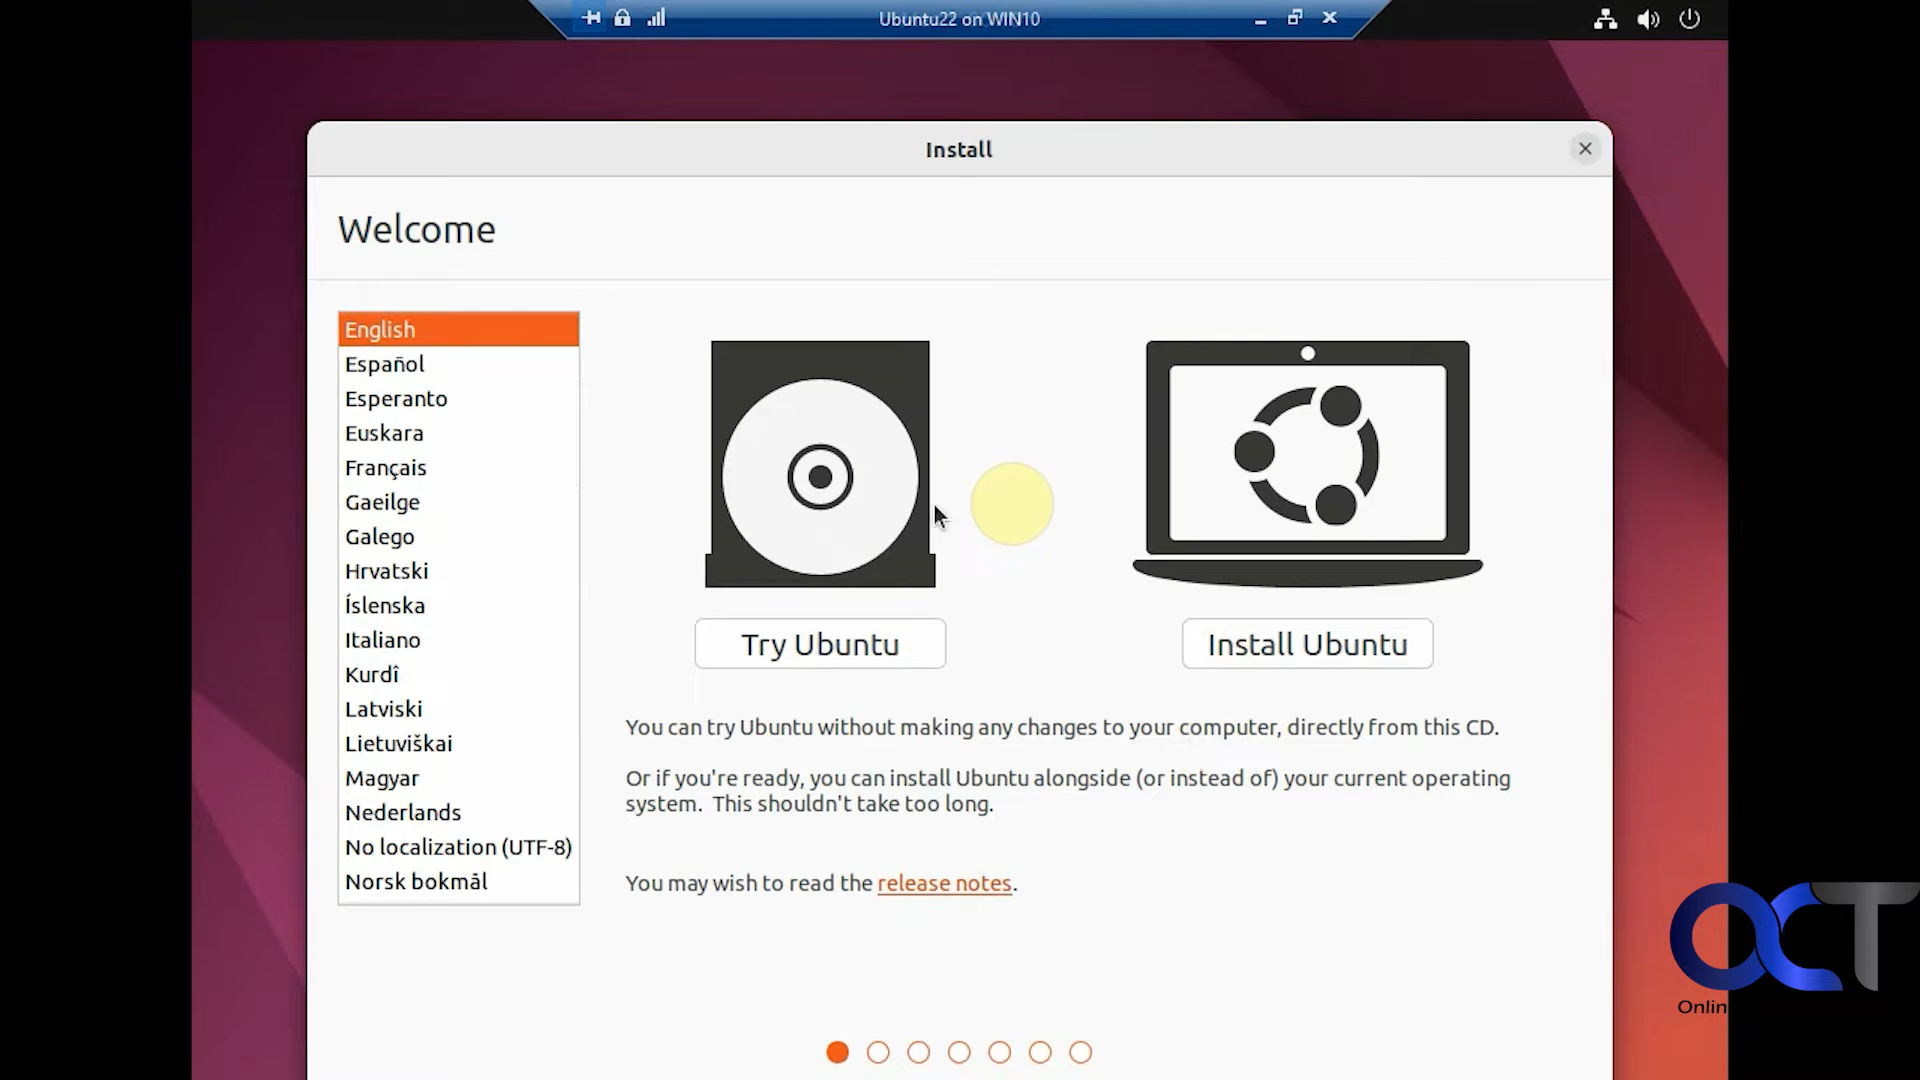 Ubuntu22 on WIN10
Install
Welcome
English
Español
Esperanto
Euskara
Français
Gaeilge
Galego
Hrvatski
Íslenska
Italiano
Kurdî
Latviski
Lietuviškai
Magyar
Nederlands
No localization (UTF-8)
Norsk bokmål
Try Ubuntu
Install Ubuntu
You can try Ubuntu without making any changes to your computer, directly from this CD.
Or if you're ready, you can install Ubuntu alongside (or instead of) your current operating
system. This shouldn't take too long.
You may wish to read the release notes.
OCT
Onlin